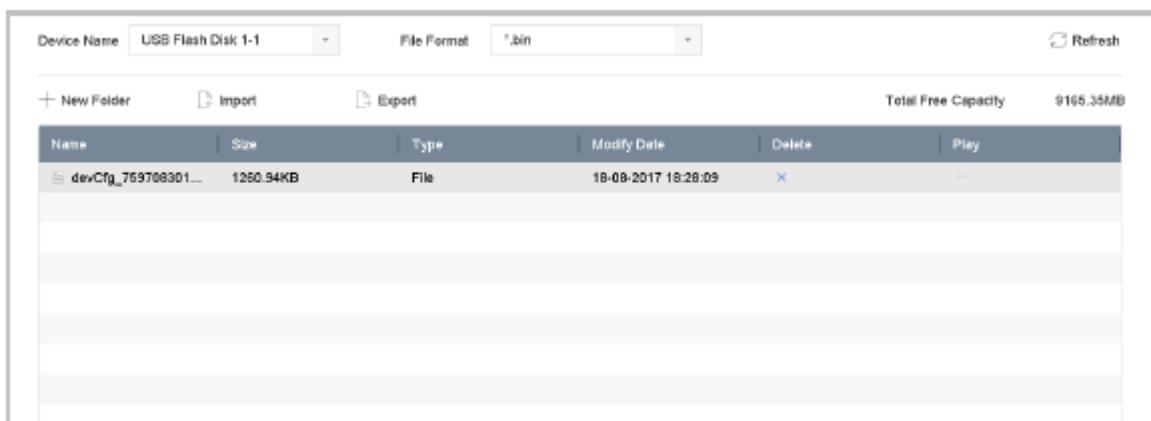 Device Name USB Flash Disk 1-1 File Format *.bin Refresh
New Folder Import Export Total Free Capacity 9165.35MB
Name Size Type Modify Date Delete Play
devCfg_759708301... 1260.94KB File 18-08-2017 18:28:09